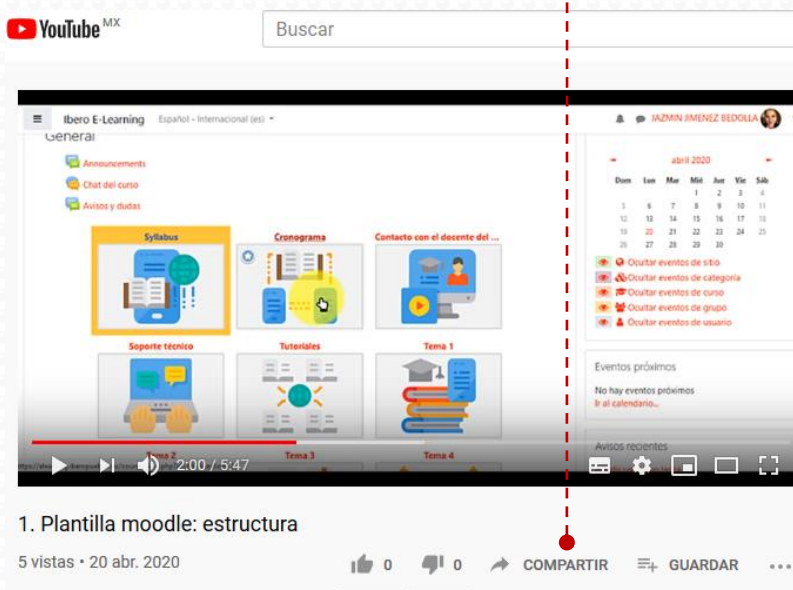 YouTube MX
Buscar
Ibero E-Learning Español - Internacional (es)
JAZMIN JIMENEZ BEDOLLA
General
Announcements
Chat del curso
Avisos y dudas
Syllabus
Cronograma
Contacto con el docente del ...
Soporte técnico
Tutoriales
Tema 1
Tema 2
Tema 3
Tema 4
abril 2020
Dom Lun Mar Mié Jue Vie Sáb
1 2 3 4
5 6 7 8 9 10 11
12 13 14 15 16 17 18
19 20 21 22 23 24 25
26 27 28 29 30
Ocultar eventos de sitio
Ocultar eventos de categoría
Ocultar eventos de curso
Ocultar eventos de grupo
Ocultar eventos de usuario
Eventos próximos
No hay eventos próximos
Ir al calendario...
Avisos recientes
2:00 / 5:47
1. Plantilla moodle: estructura
5 vistas • 20 abr. 2020
0 0 COMPARTIR GUARDAR ...